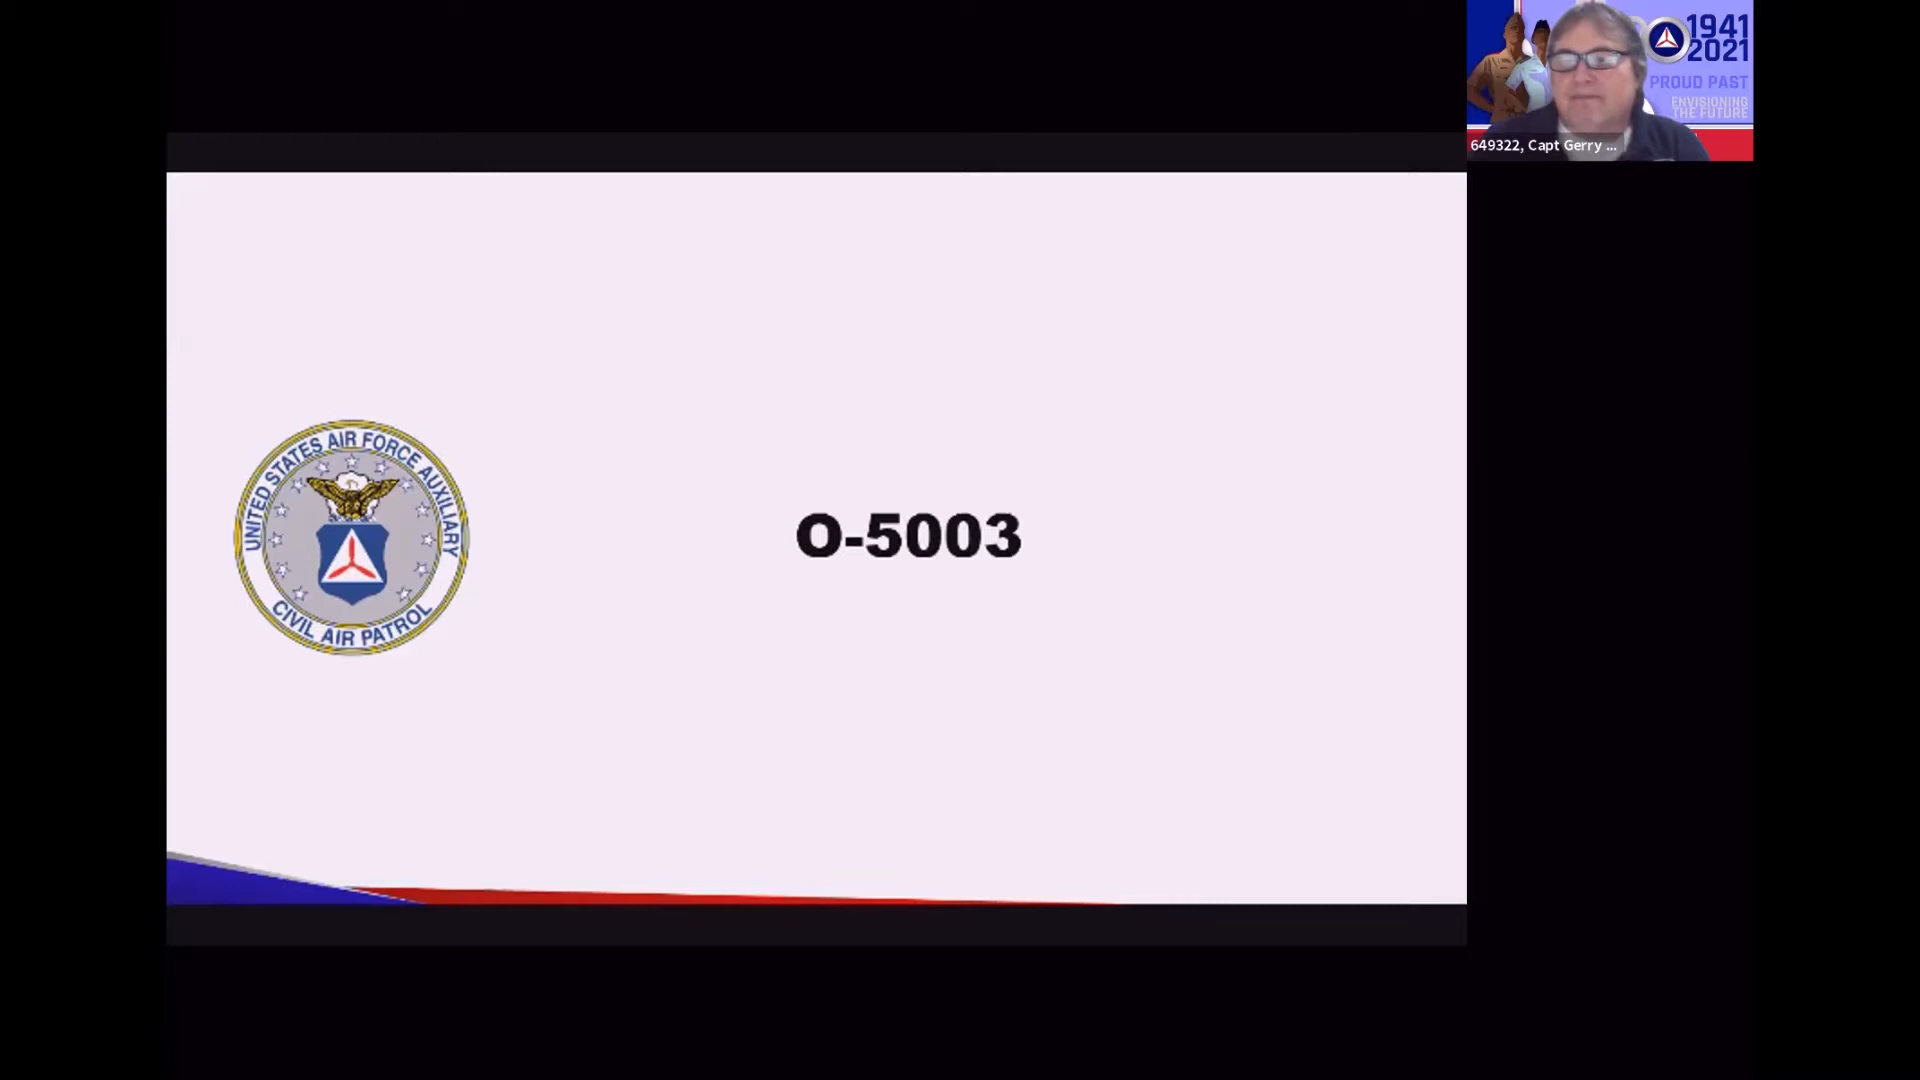 1941
2021
PROUD PAST
ENVISIONING
THE FUTURE
649322, Capt Gerry ...
UNITED STATES AIR FORCE AUXILIARY
CIVIL AIR PATROL
O-5003